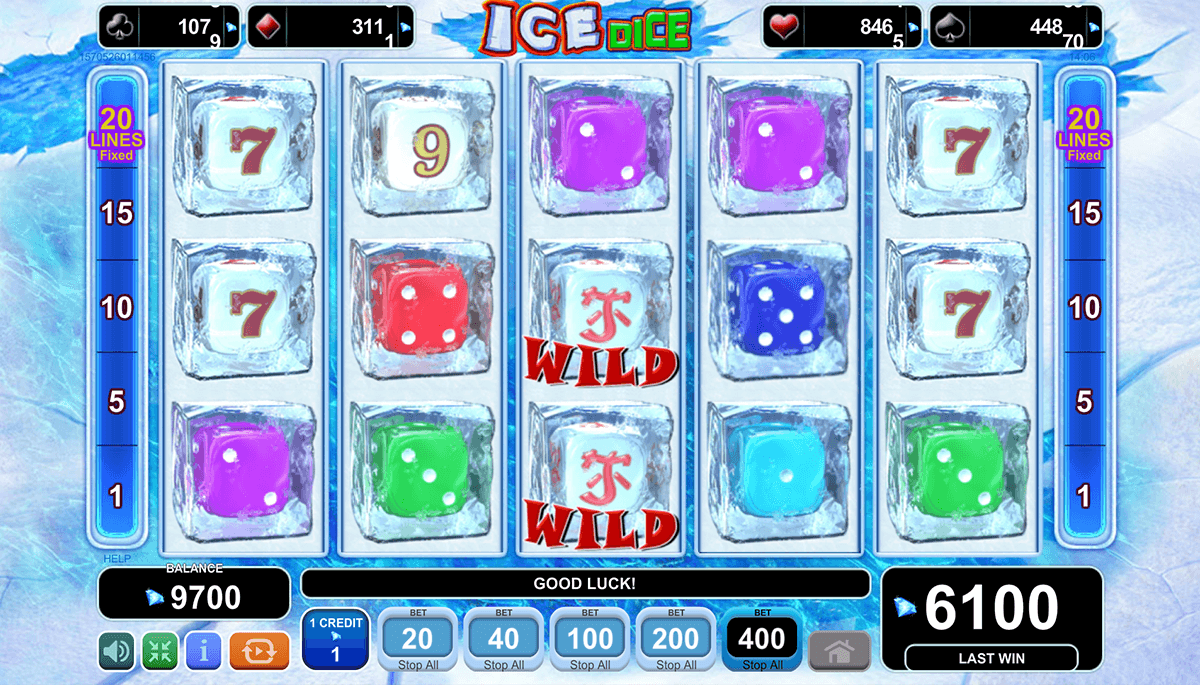 107 9
311 1
ICE DICE
846 5
448 70
20
LINES
Fixed
15
10
5
1
20
LINES
Fixed
15
10
5
1
7
9
7
7
WILD
7
WILD
HELP
BALANCE
9700
GOOD LUCK!
6100
LAST WIN
1 CREDIT
1
BET
20
Stop All
BET
40
Stop All
BET
100
Stop All
BET
200
Stop All
BET
400
Stop All
i